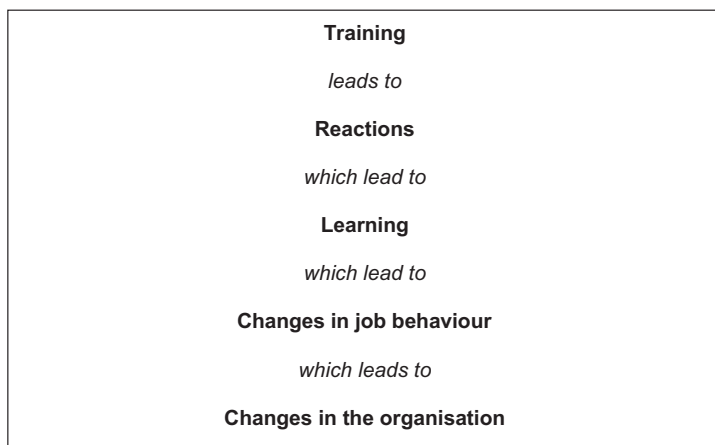 Training
leads to
Reactions
which lead to
Learning
which lead to
Changes in job behaviour
which leads to
Changes in the organisation